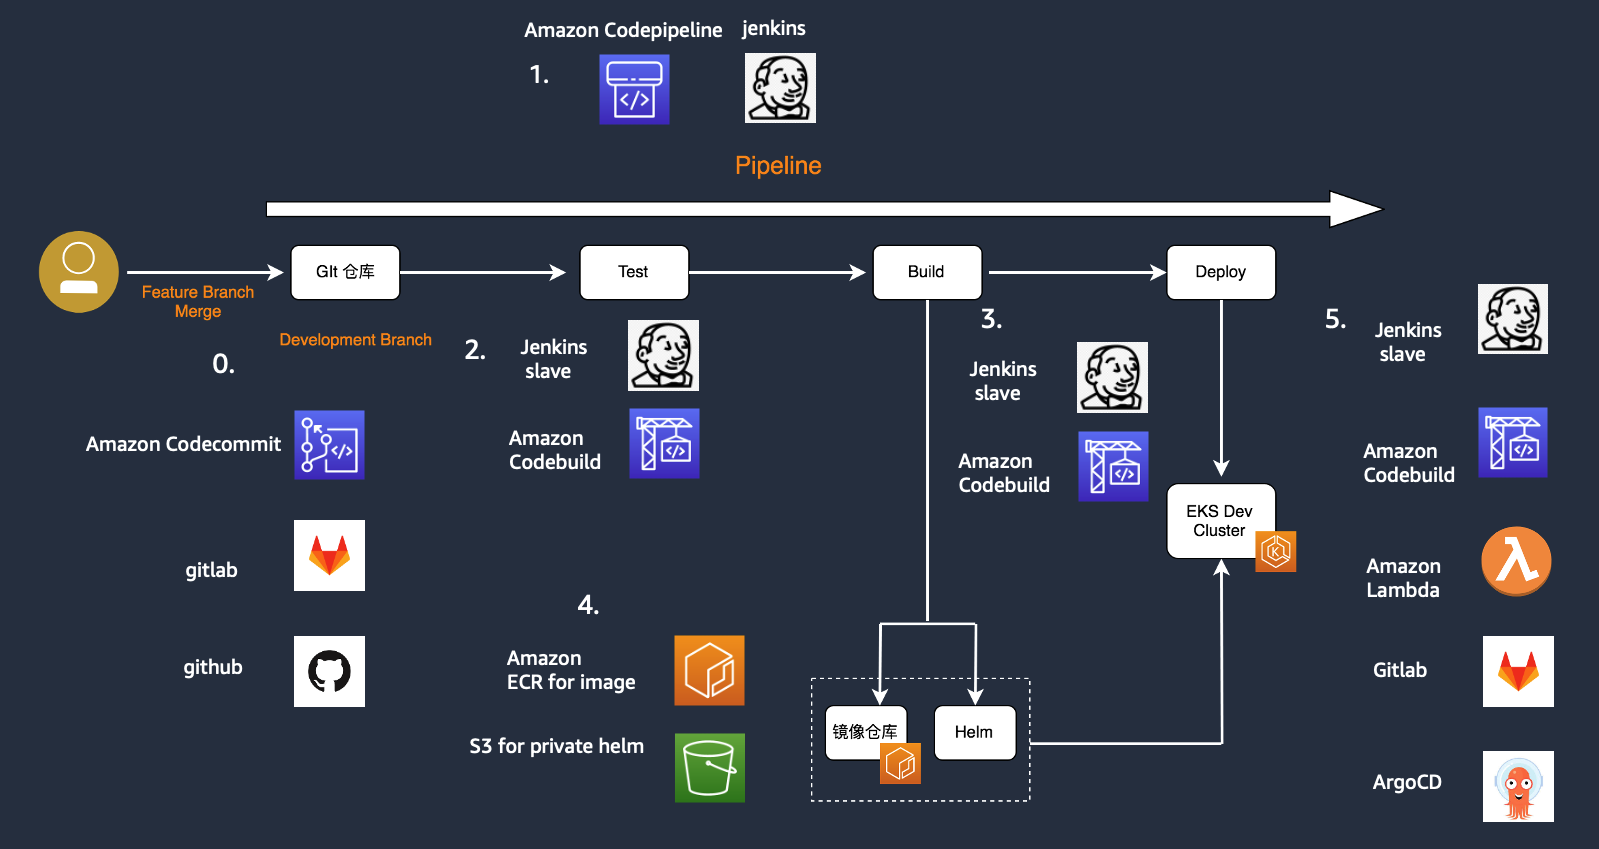 Amazon Codepipeline
jenkins
1.
Pipeline
GIt 仓库
Test
Build
Deploy
Feature Branch
Merge
Development Branch
0.
Amazon Codecommit
gitlab
github
2.
Jenkins
slave
Amazon
Codebuild
3.
Jenkins
slave
Amazon
Codebuild
4.
Amazon
ECR for image
S3 for private helm
镜像仓库
Helm
EKS Dev
Cluster
5.
Jenkins
slave
Amazon
Codebuild
Amazon
Lambda
Gitlab
ArgoCD